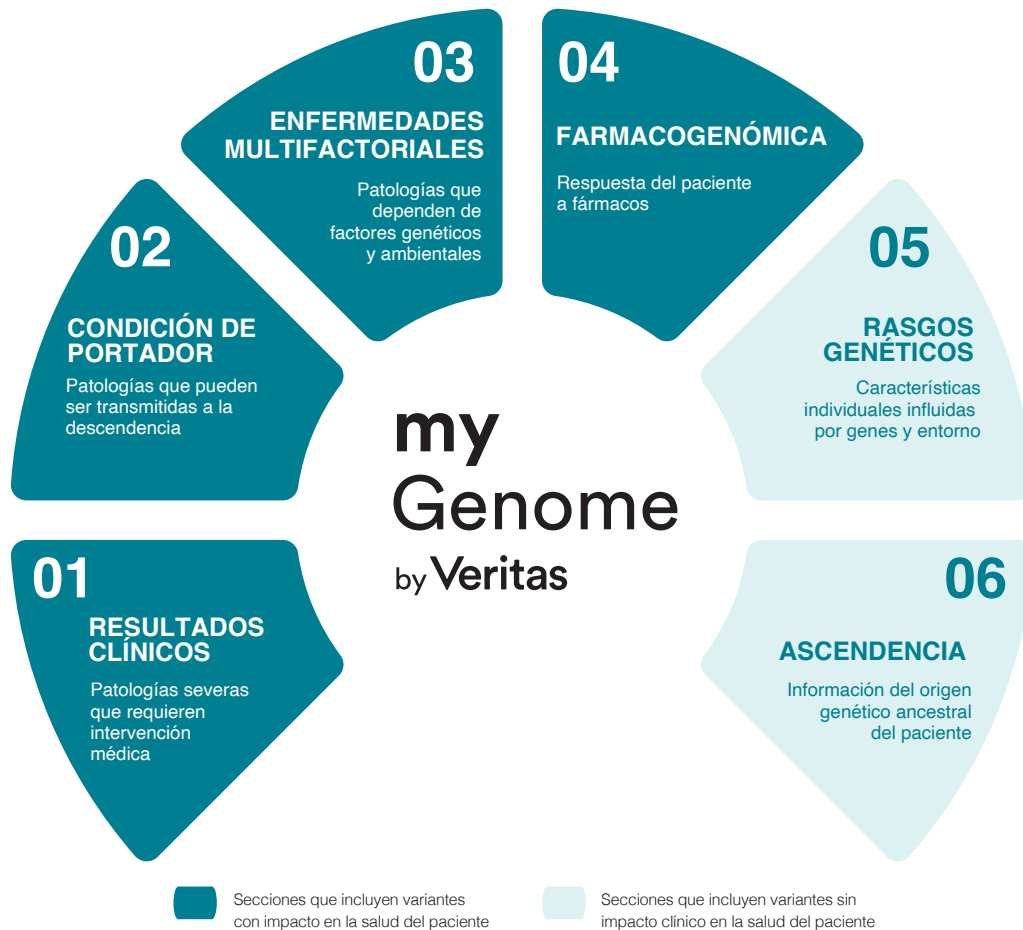 01
RESULTADOS
CLÍNICOS
Patologías severas
que requieren
intervención
médica
02
CONDICIÓN DE
PORTADOR
Patologías que pueden
ser transmitidas a la
descendencia
03
ENFERMEDADES
MULTIFACTORIALES
Patologías que
dependen de
factores genéticos
y ambientales
04
FARMACOGENÓMICA
Respuesta del paciente
a fármacos
05
RASGOS
GENÉTICOS
Características
individuales influidas
por genes y entorno
06
ASCENDENCIA
Información del origen
genético ancestral
del paciente
my
Genome
by Veritas
Secciones que incluyen variantes
con impacto en la salud del paciente
Secciones que incluyen variantes sin
impacto clínico en la salud del paciente